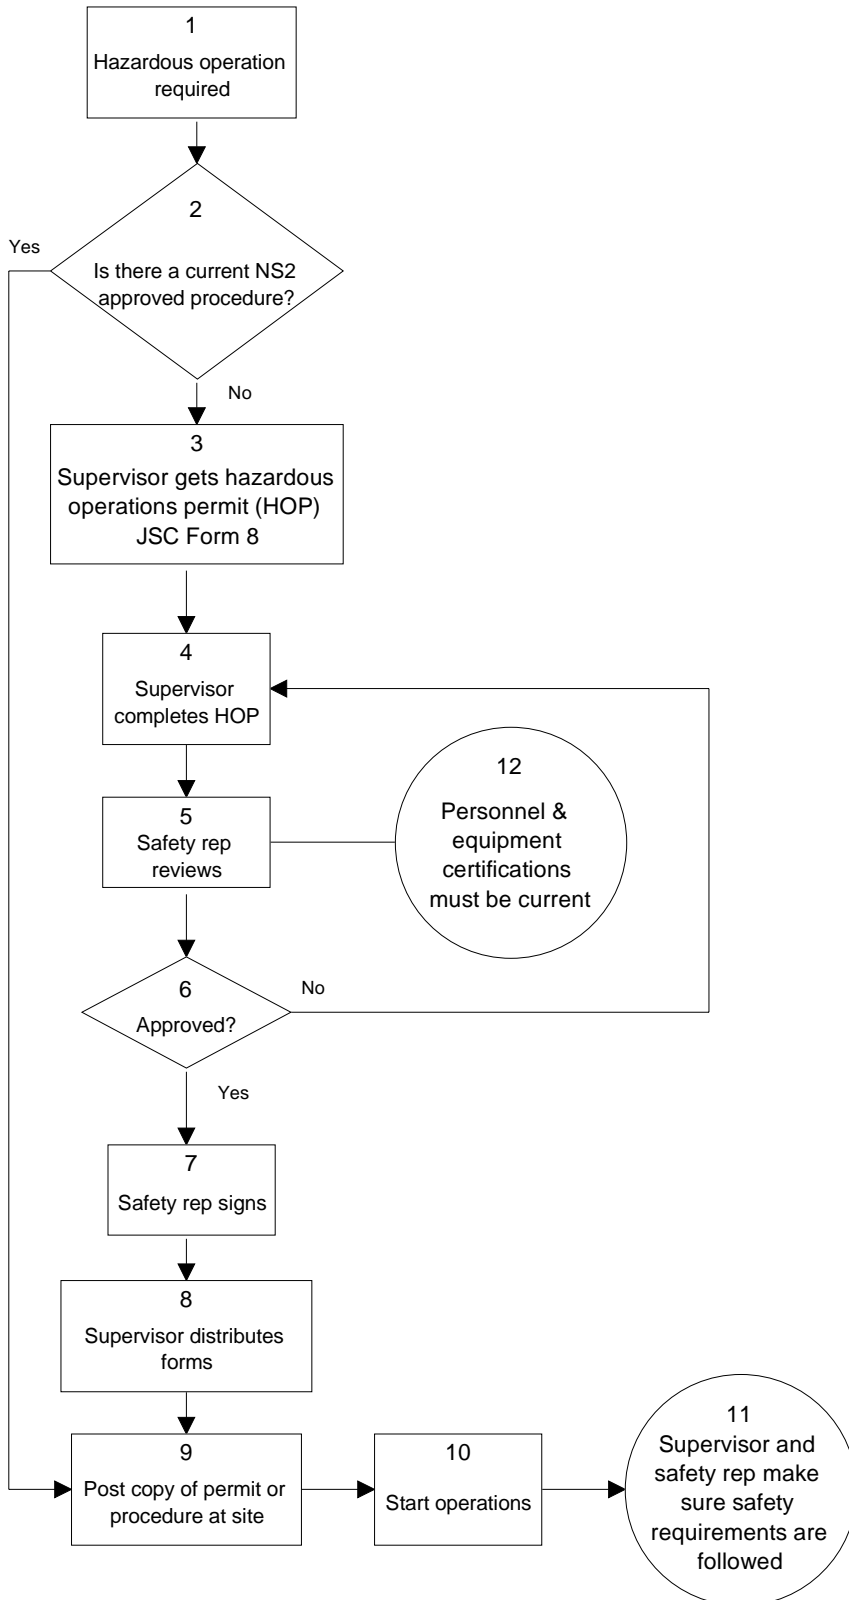 1
Hazardous operation
required
2
Yes
Is there a current NS2
approved procedure?
No
3
Supervisor gets hazardous
operations permit (HOP)
JSC Form 8
4
Supervisor
completes HOP
12
Personnel &
equipment
certifications
must be current
5
Safety rep
reviews
6
Approved?
No
Yes
7
Safety rep signs
8
Supervisor distributes
forms
9
Post copy of permit or
procedure at site
10
Start operations
11
Supervisor and
safety rep make
sure safety
requirements are
followed